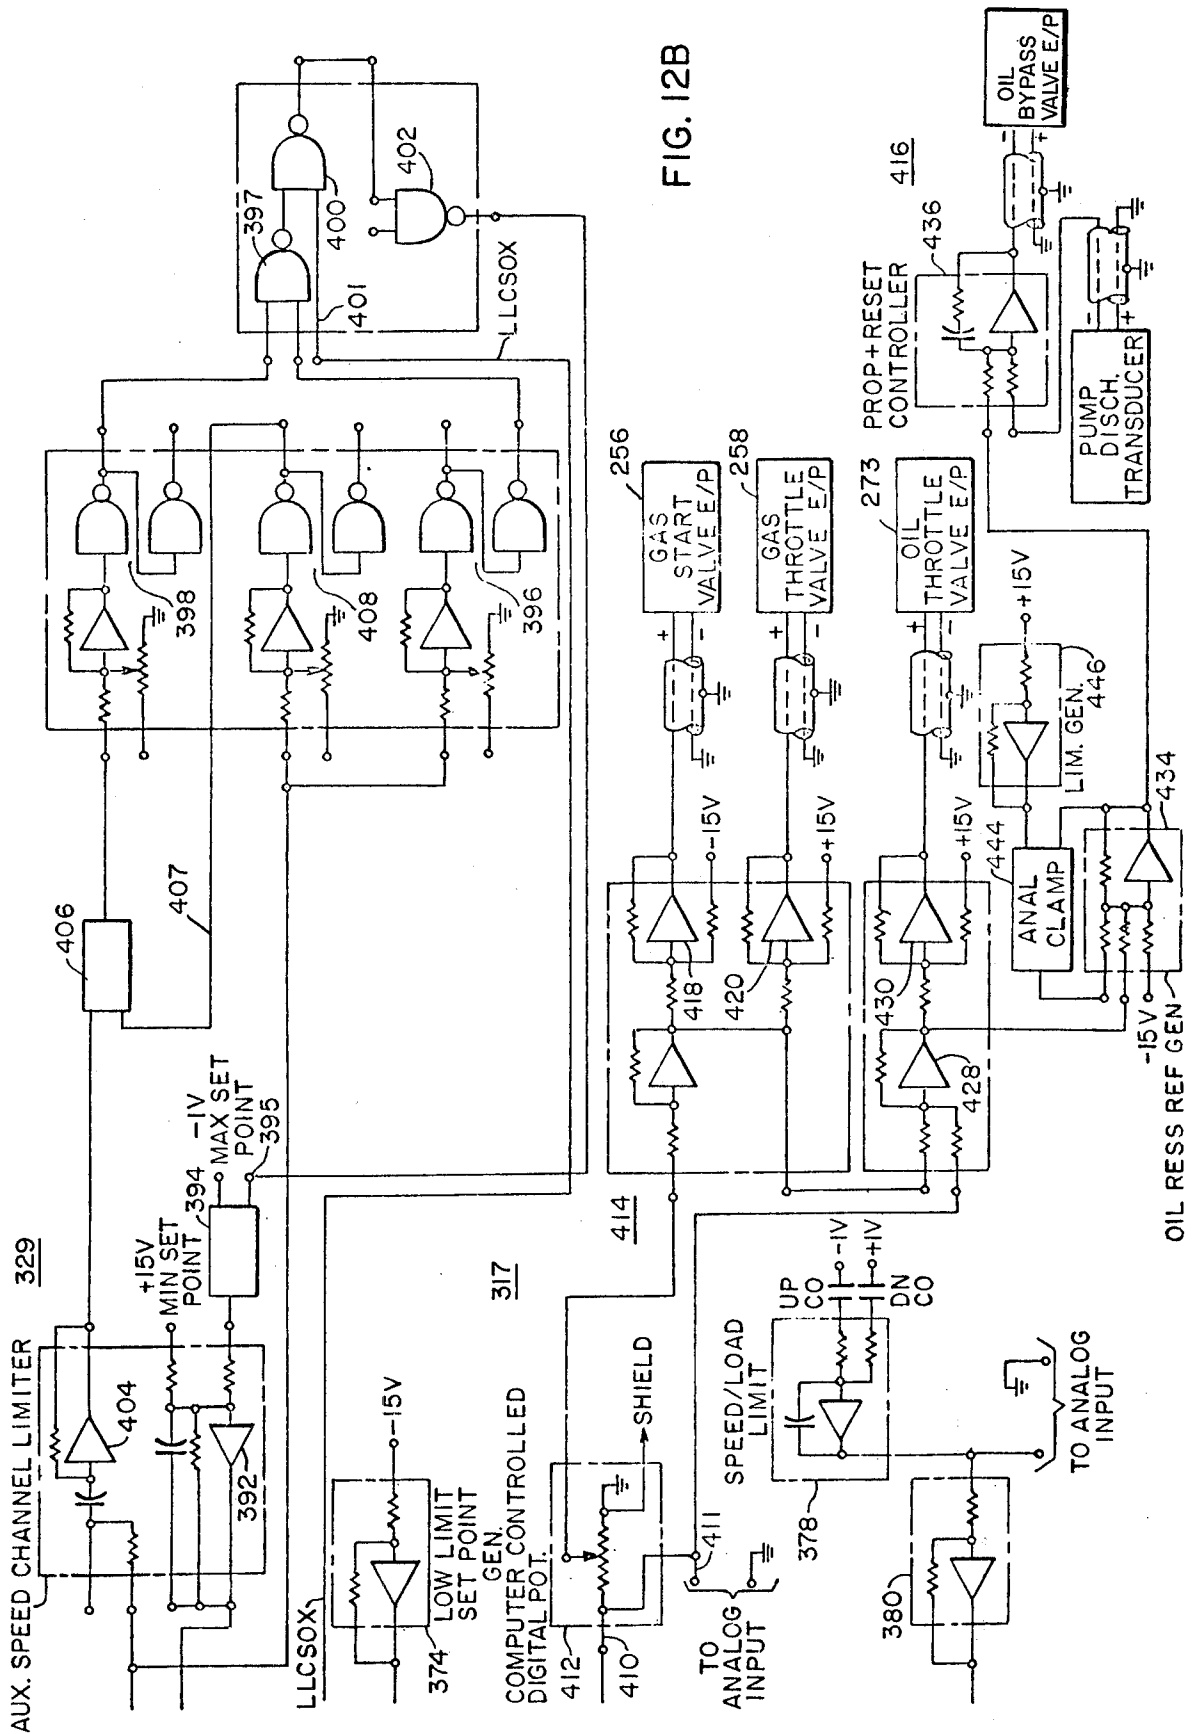 FIG. 12B
AUX. SPEED CHANNEL LIMITER
329
404
392
+15V
MIN SET
POINT
394
-1V
MAX SET
POINT
395
406
407
398
408
396
397
400
402
401
LLCSOX
LLCSOX
374
-15V
LOW LIMIT
SET POINT
GEN.
317
COMPUTER CONTROLLED
DIGITAL POT.
412
410
SHIELD
411
TO
ANALOG
INPUT
414
418
-15V
420
+15V
256
GAS
START
VALVE E/P
+
-
258
GAS
THROTTLE
VALVE E/P
+
-
428
430
+15V
273
OIL
THROTTLE
VALVE E/P
+
-
SPEED/LOAD
LIMIT
UP
CO
-1V
+1V
DN
CO
378
380
TO ANALOG
INPUT
444
ANAL
CLAMP
LIM. GEN.
446
+15V
434
-15V
OIL RESS REF GEN
416
PROP+RESET
CONTROLLER
436
OIL
BYPASS
VALVE E/P
-
+
PUMP
DISCH.
TRANSDUCER
-
+